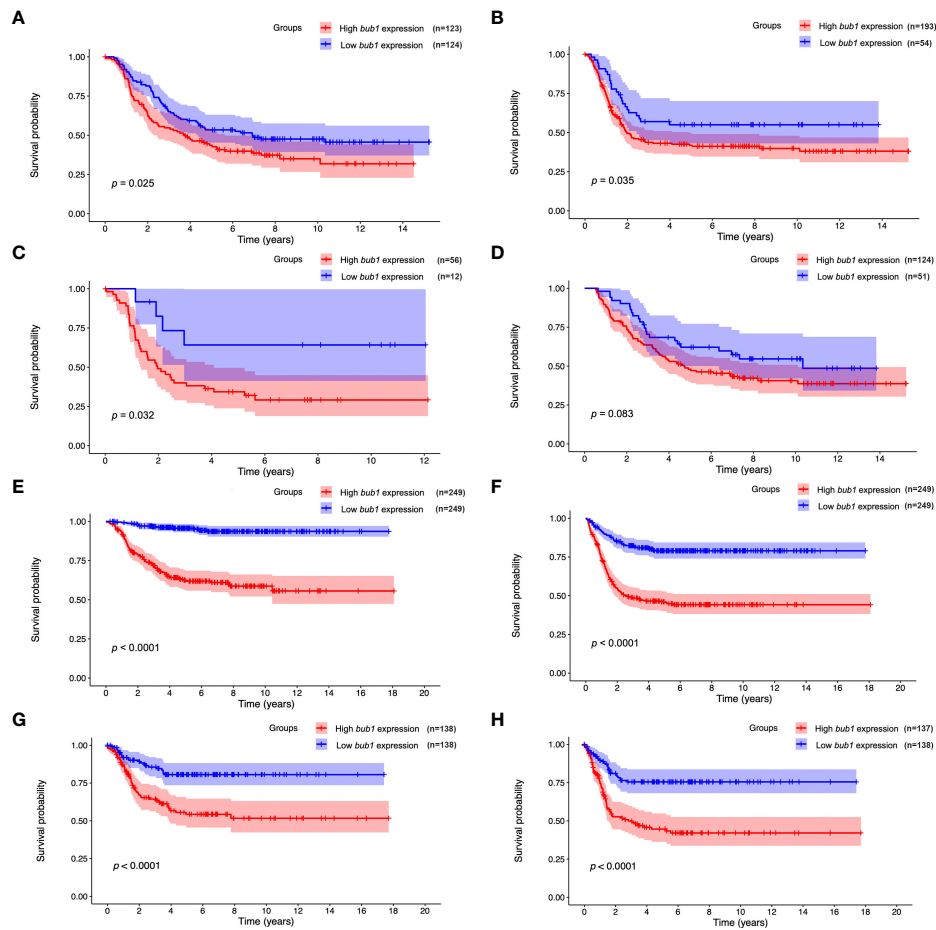 A
Groups
High bub1 expression (n=123)
Low bub1 expression (n=124)
Survival probability
1.00
0.75
0.50
0.25
0.00
p = 0.025
0 2 4 6 8 10 12 14
Time (years)
B
Groups
High bub1 expression (n=193)
Low bub1 expression (n=54)
Survival probability
1.00
0.75
0.50
0.25
0.00
p = 0.035
0 2 4 6 8 10 12 14
Time (years)
C
Groups
High bub1 expression (n=56)
Low bub1 expression (n=12)
Survival probability
1.00
0.75
0.50
0.25
0.00
p = 0.032
0 2 4 6 8 10 12
Time (years)
D
Groups
High bub1 expression (n=124)
Low bub1 expression (n=51)
Survival probability
1.00
0.75
0.50
0.25
0.00
p = 0.083
0 2 4 6 8 10 12 14
Time (years)
E
Groups
High bub1 expression (n=249)
Low bub1 expression (n=249)
Survival probability
1.00
0.75
0.50
0.25
0.00
p < 0.0001
0 2 4 6 8 10 12 14 16 18 20
Time (years)
F
Groups
High bub1 expression (n=249)
Low bub1 expression (n=249)
Survival probability
1.00
0.75
0.50
0.25
0.00
p < 0.0001
0 2 4 6 8 10 12 14 16 18 20
Time (years)
G
Groups
High bub1 expression (n=138)
Low bub1 expression (n=138)
Survival probability
1.00
0.75
0.50
0.25
0.00
p < 0.0001
0 2 4 6 8 10 12 14 16 18 20
Time (years)
H
Groups
High bub1 expression (n=137)
Low bub1 expression (n=138)
Survival probability
1.00
0.75
0.50
0.25
0.00
p < 0.0001
0 2 4 6 8 10 12 14 16 18 20
Time (years)